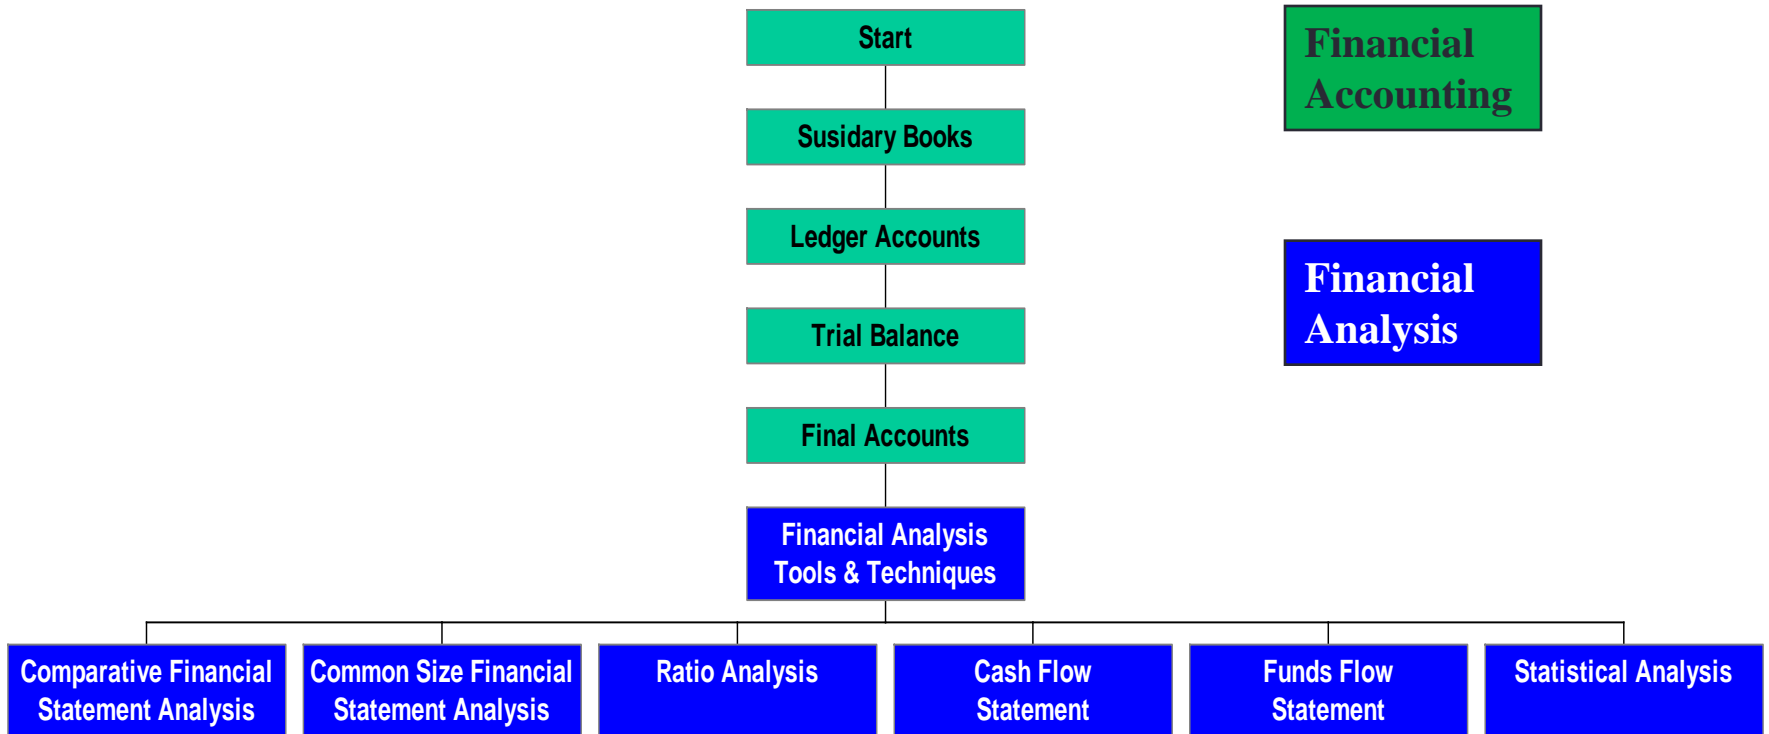 Start
Financial
Accounting
Susidary Books
Ledger Accounts
Financial
Analysis
Trial Balance
Final Accounts
Financial Analysis
Tools & Techniques
Comparative Financial
Statement Analysis
Common Size Financial
Statement Analysis
Ratio Analysis
Cash Flow
Statement
Funds Flow
Statement
Statistical Analysis